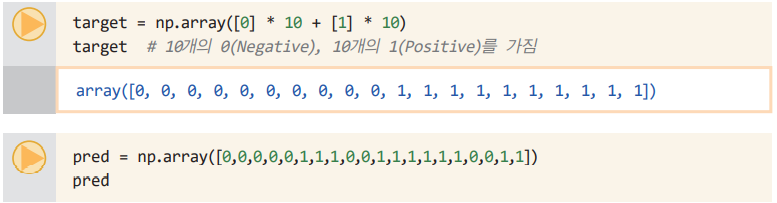 target = np.array([0] * 10 + [1] * 10)
target  # 10개의 0(Negative), 10개의 1(Positive)를 가짐
array([0, 0, 0, 0, 0, 0, 0, 0, 0, 0, 1, 1, 1, 1, 1, 1, 1, 1, 1, 1])
pred = np.array([0,0,0,0,0,1,1,1,0,0,1,1,1,1,1,1,0,0,1,1])
pred